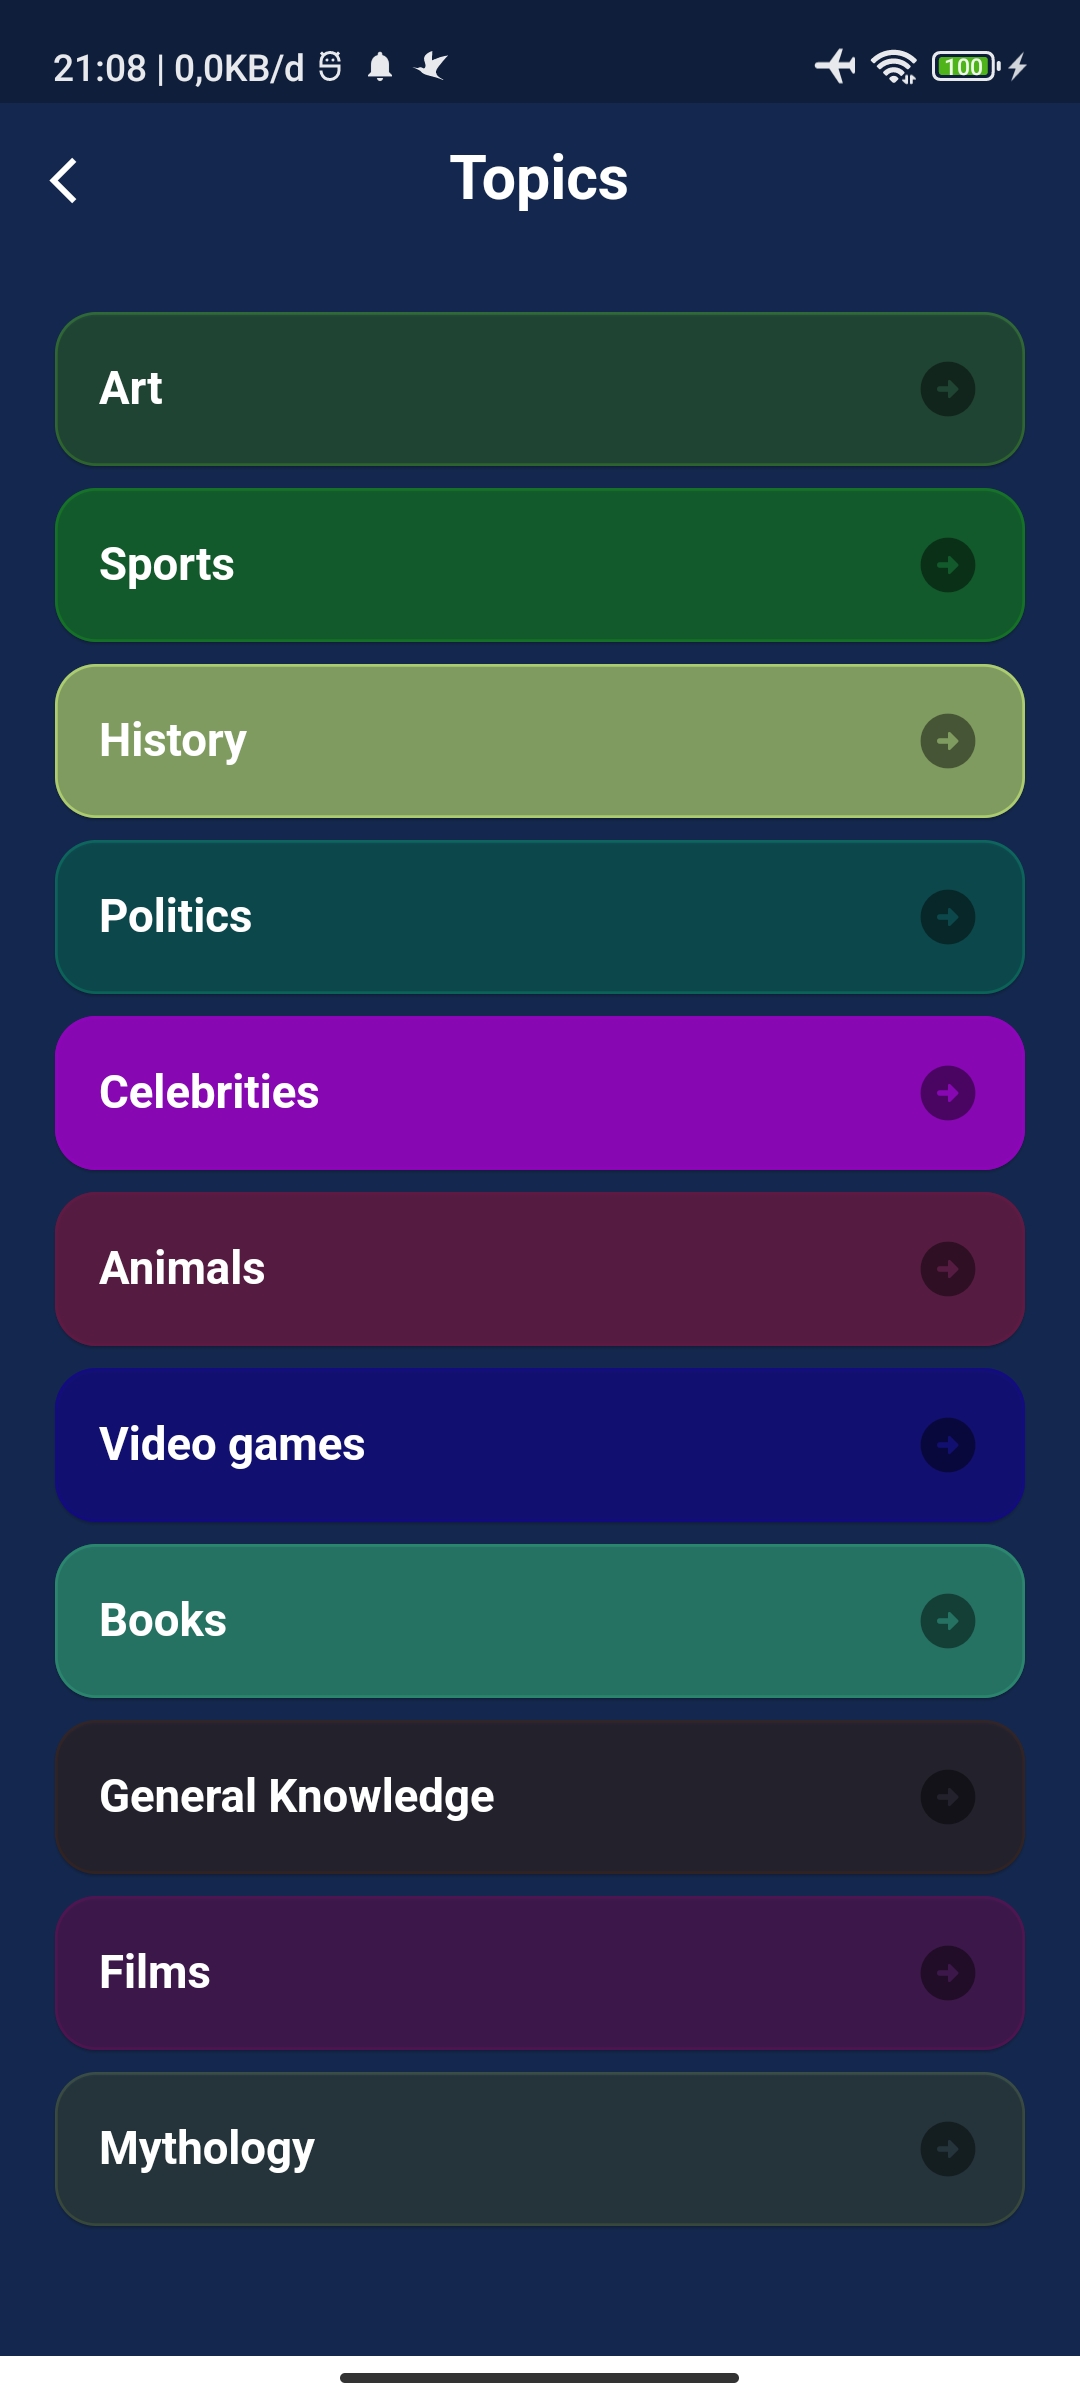 21:08 | 0,0KB/d
100
Topics
Art
Sports
History
Politics
Celebrities
Animals
Video games
Books
General Knowledge
Films
Mythology